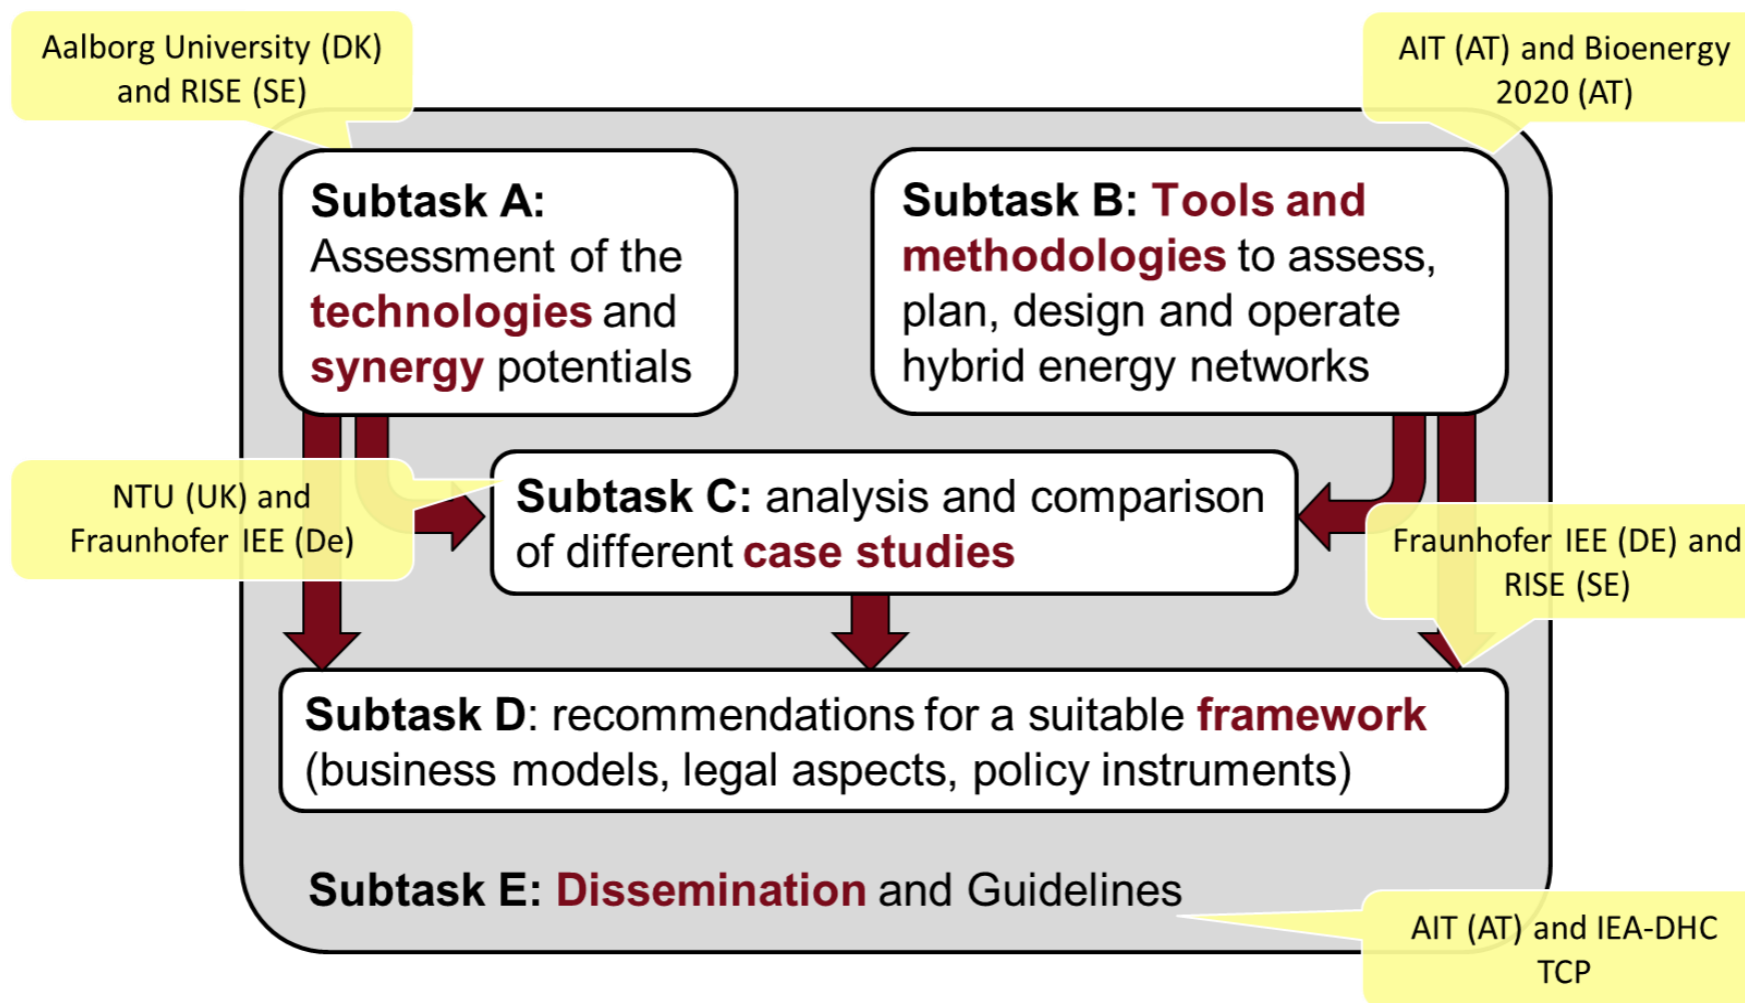 Aalborg University (DK)
and RISE (SE)
AIT (AT) and Bioenergy
2020 (AT)
Subtask A:
Assessment of the
technologies and
synergy potentials
Subtask B: Tools and
methodologies to assess,
plan, design and operate
hybrid energy networks
NTU (UK) and
Fraunhofer IEE (De)
Subtask C: analysis and comparison
of different case studies
Fraunhofer IEE (DE) and
RISE (SE)
Subtask D: recommendations for a suitable framework
(business models, legal aspects, policy instruments)
Subtask E: Dissemination and Guidelines
AIT (AT) and IEA-DHC
TCP